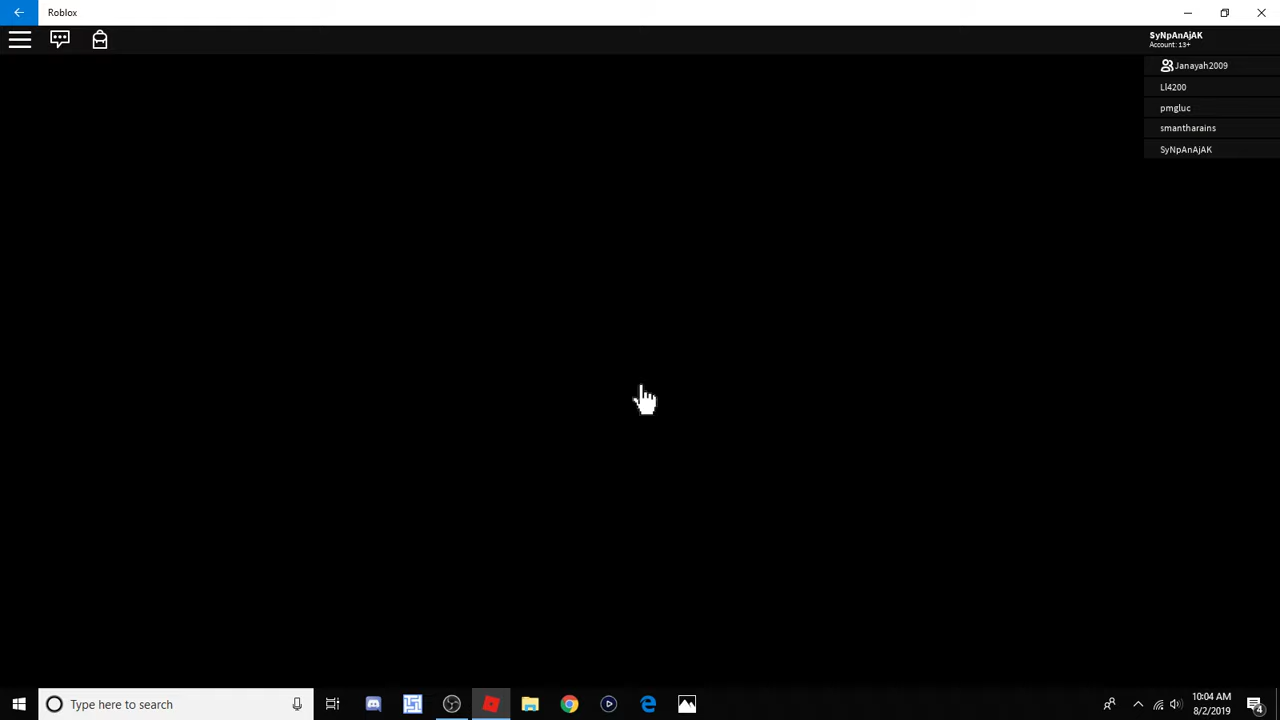 Roblox
SyNpAnAjAK
Account: 13+
Janayah2009
Ll4200
pmgluc
smantharains
SyNpAnAjAK
Type here to search
10:04 AM
8/2/2019
4